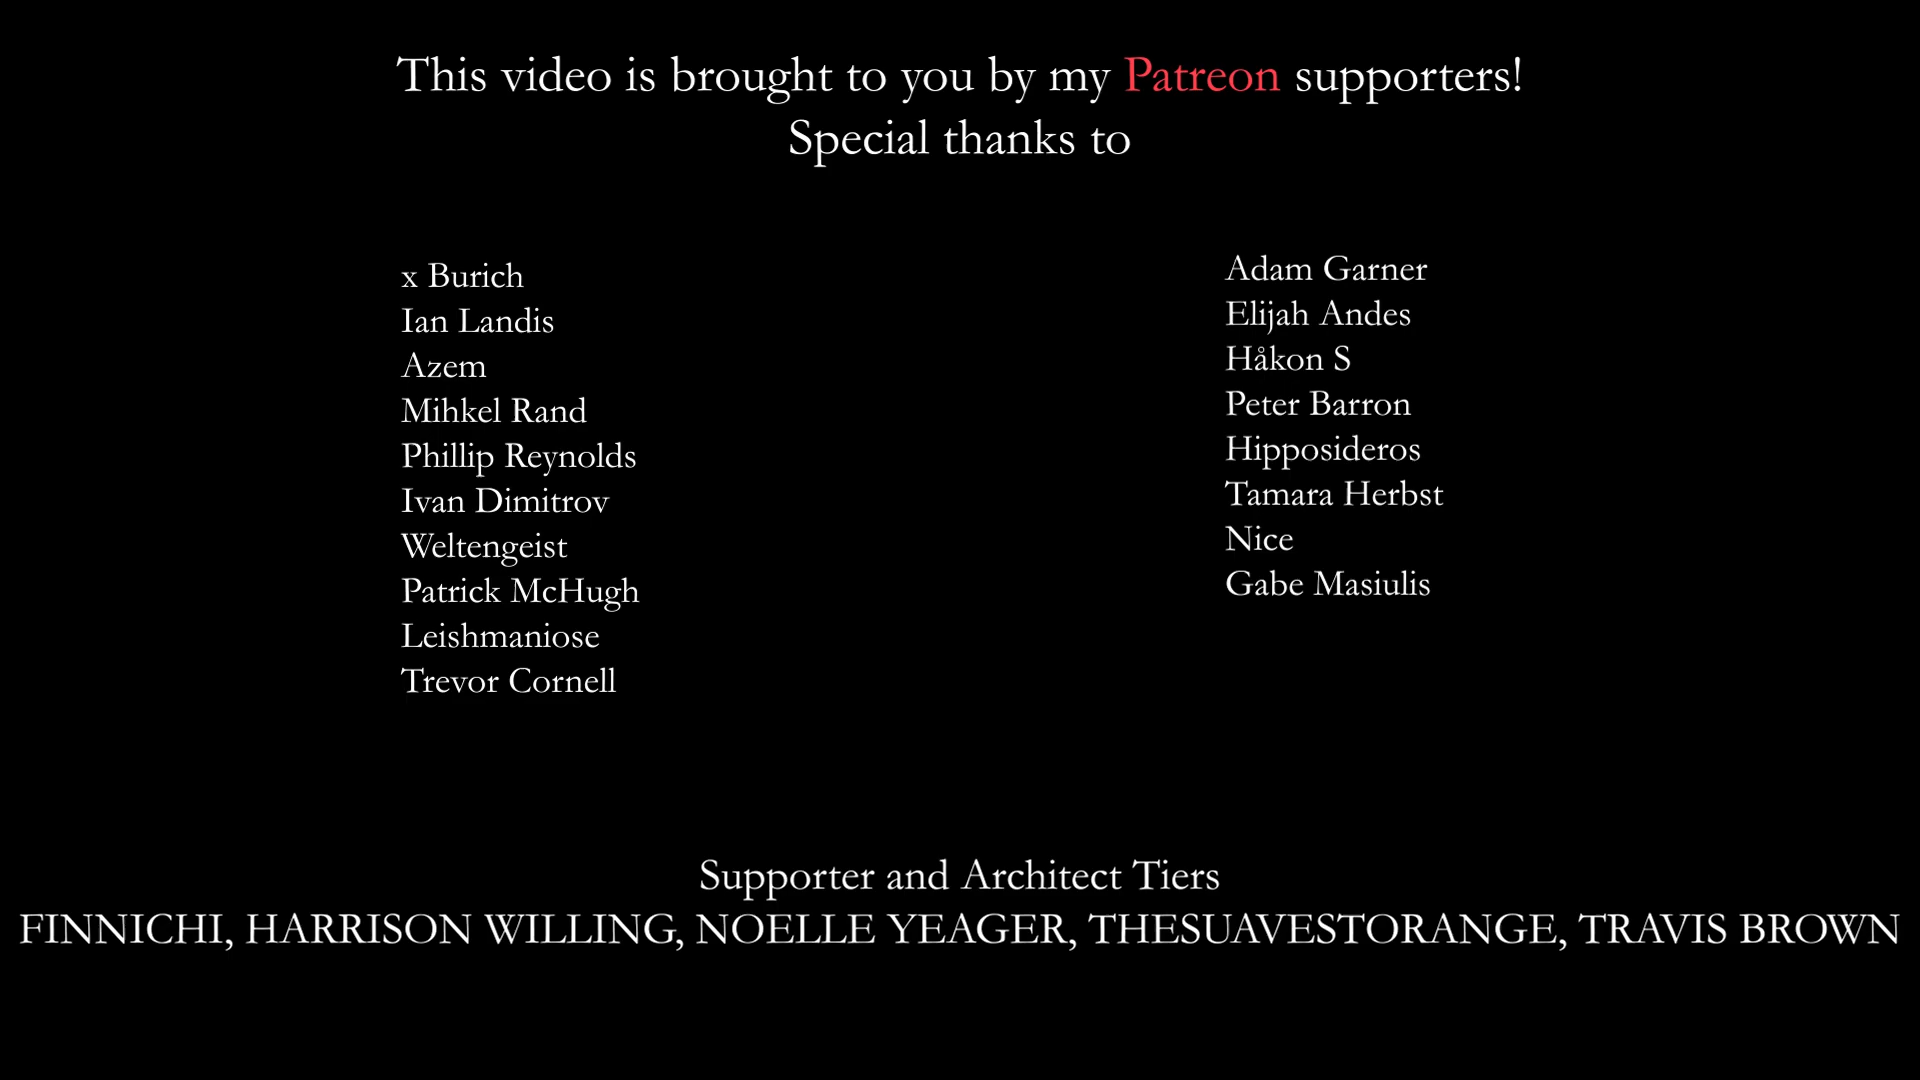 This video is brought to you by my Patreon supporters!
Special thanks to
x Burich
Ian Landis
Azem
Mihkel Rand
Phillip Reynolds
Ivan Dimitrov
Weltengeist
Patrick McHugh
Leishmaniose
Trevor Cornell
Adam Garner
Elijah Andes
Håkon S
Peter Barron
Hipposideros
Tamara Herbst
Nice
Gabe Masiulis
Supporter and Architect Tiers
FINNICHI, HARRISON WILLING, NOELLE YEAGER, THESUAVESTORANGE, TRAVIS BROWN